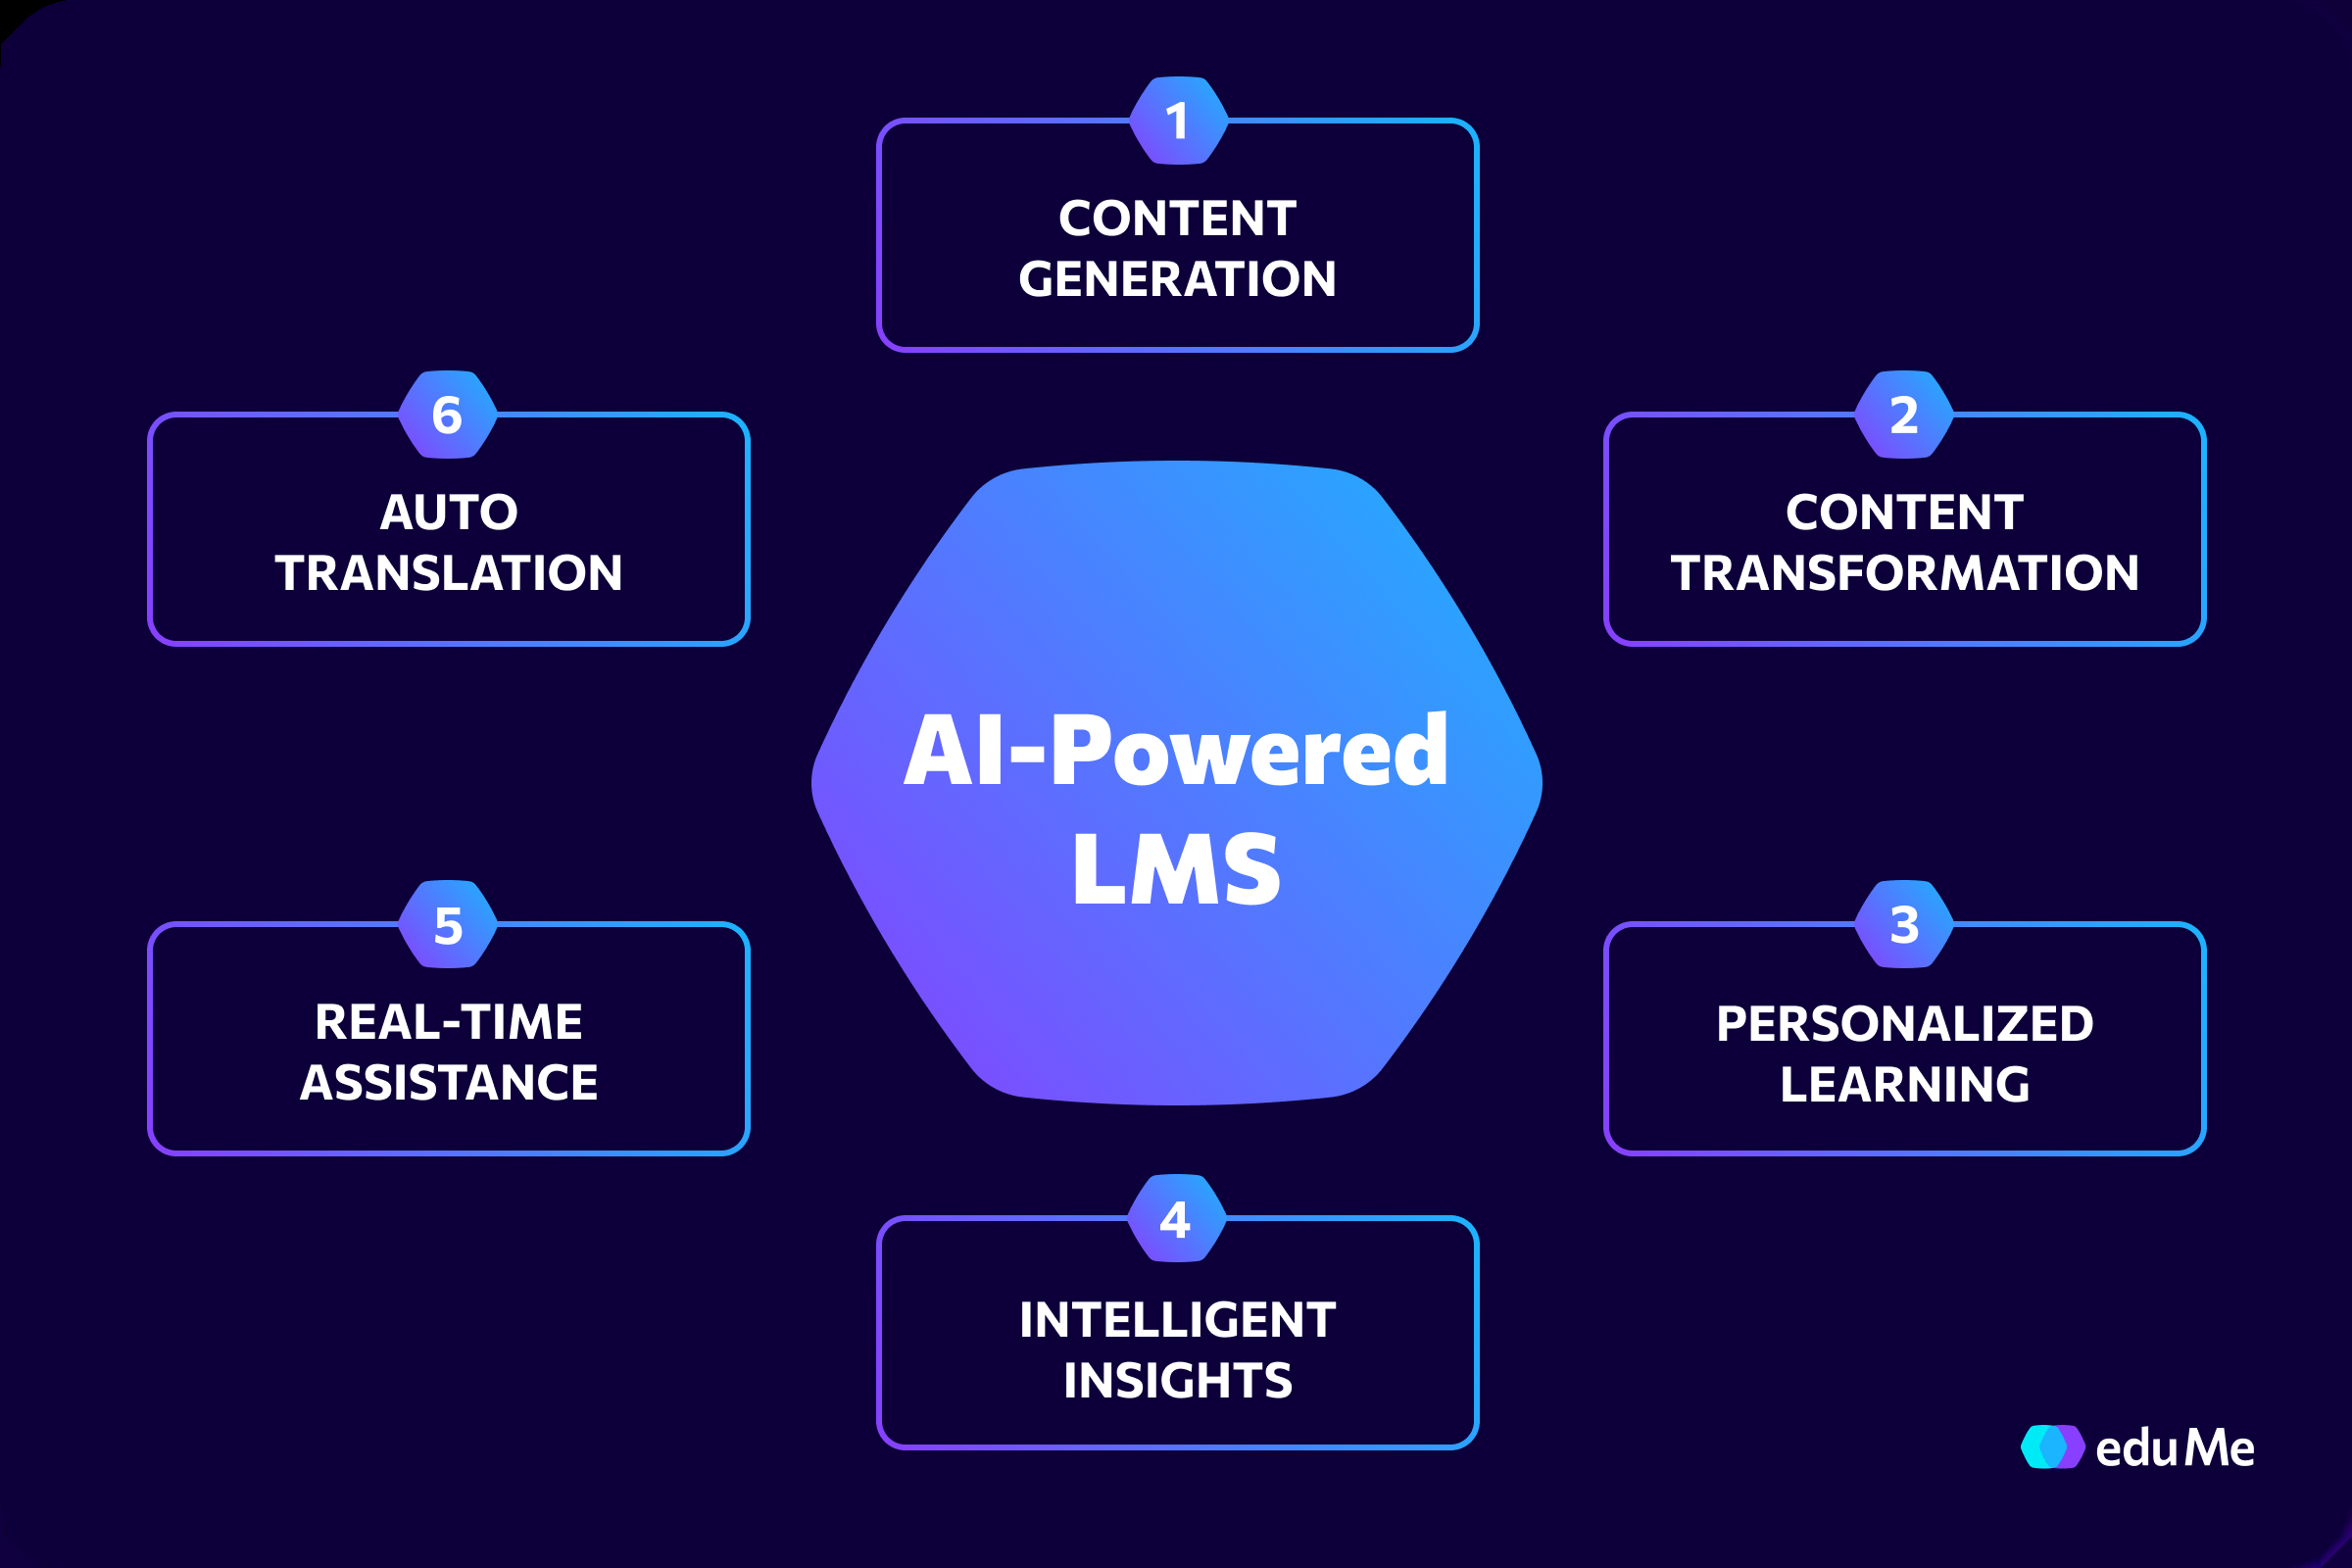 1
CONTENT
GENERATION
2
CONTENT
TRANSFORMATION
3
PERSONALIZED
LEARNING
4
INTELLIGENT
INSIGHTS
5
REAL-TIME
ASSISTANCE
6
AUTO
TRANSLATION
AI-Powered
LMS
eduMe